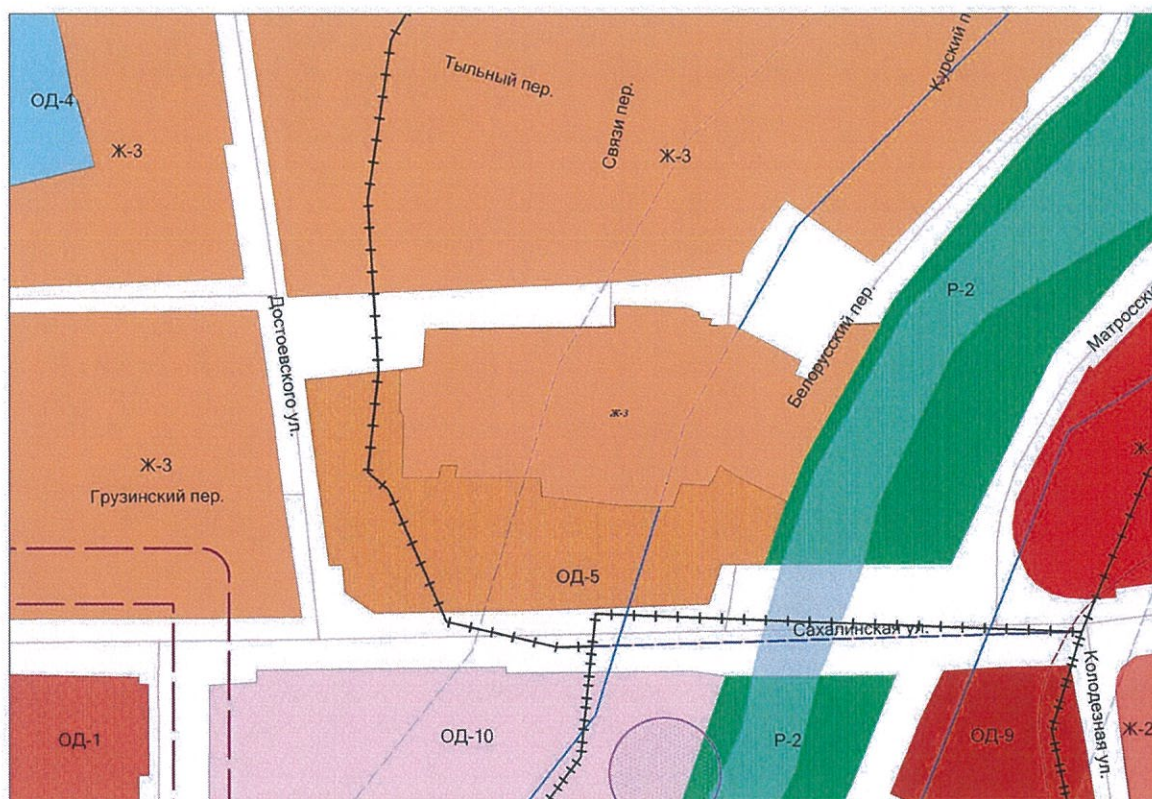 Тыльный пер.
Связи пер.
Курский
ОД-4
Ж-3
Ж-3
Р-2
Белорусский пер.
Достоевского ул.
Ж-3
Ж-3
Грузинский пер.
ОД-5
Сахалинская ул.
Колодезная ул.
ОД-1
ОД-10
Р-2
ОД-9
Ж-2